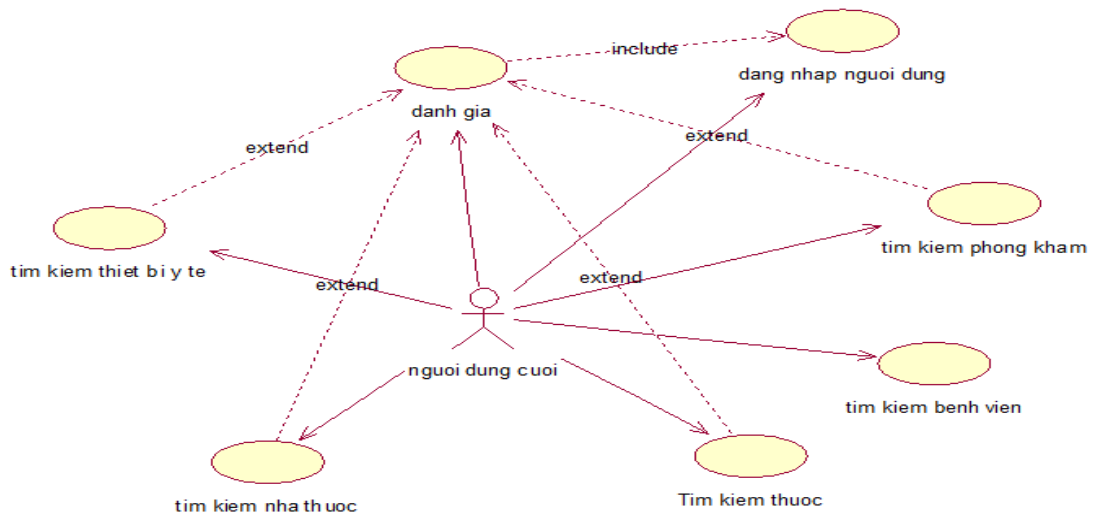 include
dang nhap nguoi dung
danh gia
extend
extend
tim kiem thiet bi y te
tim kiem phong kham
extend
extend
nguoi dung cuoi
tim kiem benh vien
tim kiem nha thuoc
Tim kiem thuoc